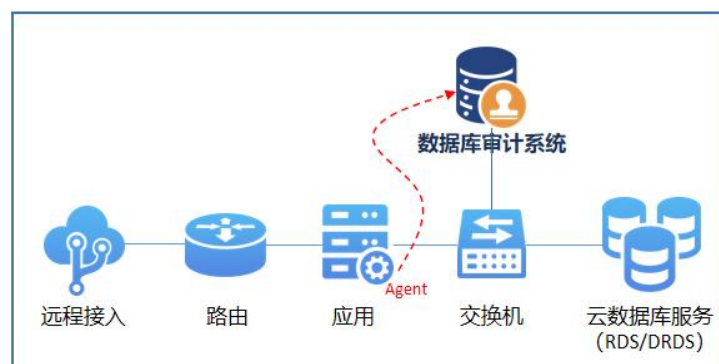 数据库审计系统
Agent
远程接入
路由
应用
交换机
云数据库服务
（RDS/DRDS）